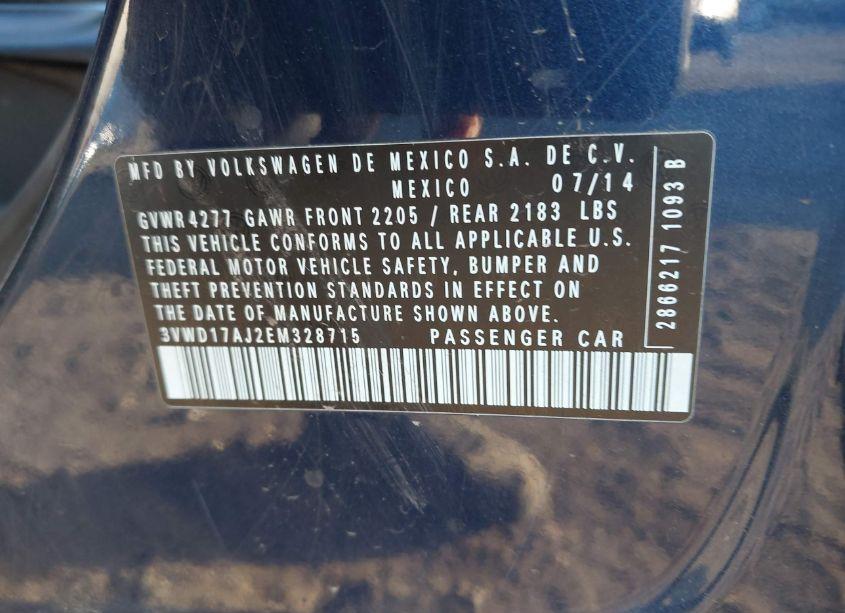 MFD BY VOLKSWAGEN DE MEXICO S.A. DE C.V.
MEXICO 07/14
GVWR4277 GAWR FRONT 2205 / REAR 2183 LBS
THIS VEHICLE CONFORMS TO ALL APPLICABLE U.S.
FEDERAL MOTOR VEHICLE SAFETY, BUMPER AND
THEFT PREVENTION STANDARDS IN EFFECT ON
THE DATE OF MANUFACTURE SHOWN ABOVE.
3VWD17AJ2EM328715 PASSENGER CAR
2866217 1093 B